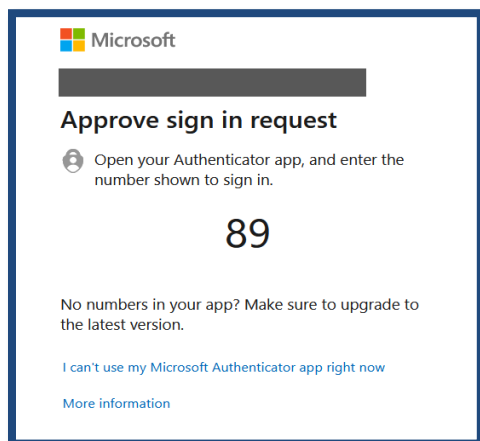 Microsoft
Approve sign in request
Open your Authenticator app, and enter the
number shown to sign in.
89
No numbers in your app? Make sure to upgrade to
the latest version.
I can't use my Microsoft Authenticator app right now
More information